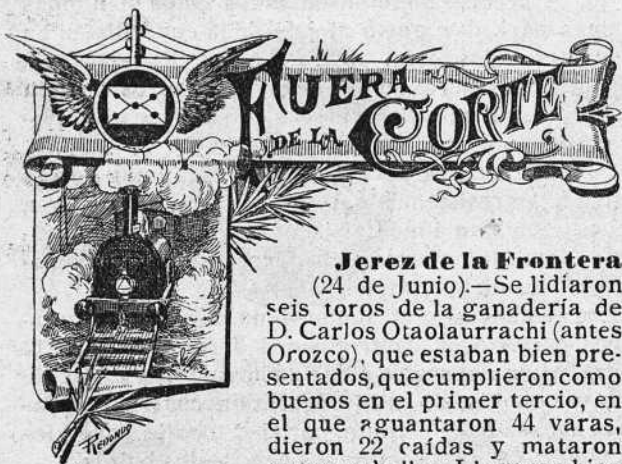 FUERA
DE LA CORTE
Jerez de la Frontera
(24 de Junio).—Se lidiaron
seis toros de la ganadería de
D. Carlos Otaolaurrachi (antes
Orozco), que estaban bien pre-
sentados, que cumplieron como
buenos en el primer tercio, en
el que aguantaron 44 varas,
dieron 22 caídas y mataron
REDONDO